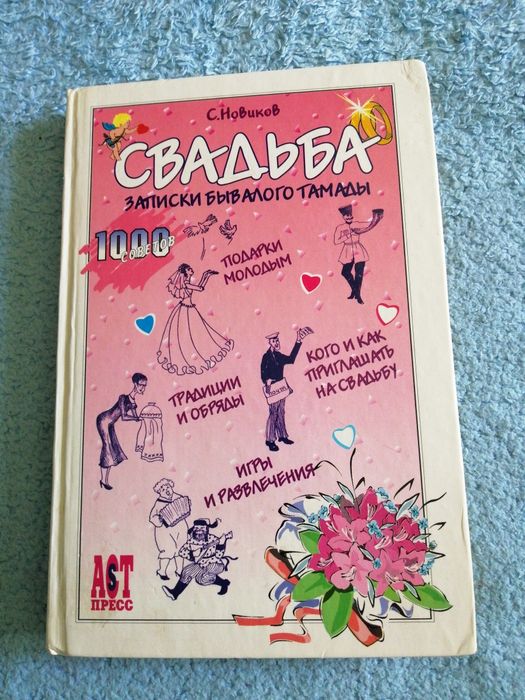 С. Новиков
СВАДЬБА
ЗАПИСКИ БЫВАЛОГО ТАМАДЫ
1000
СОВЕТОВ
ПОДАРКИ
МОЛОДЫМ
КОГО И КАК
ПРИГЛАШАТЬ
НА СВАДЬБУ
ТРАДИЦИИ
И ОБРЯДЫ
ИГРЫ
И РАЗВЛЕЧЕНИЯ
АСТ
ПРЕСС